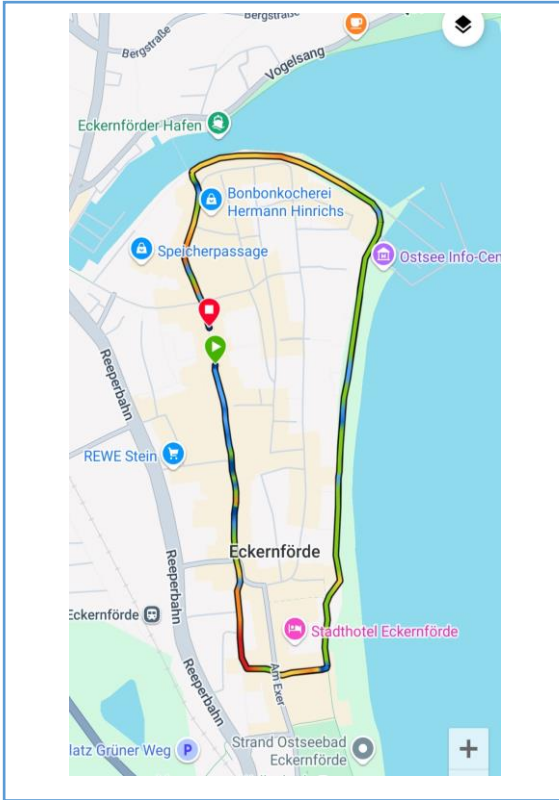 Bergstraße
Bergstraße
Vogelsang
Eckernförder Hafen
Bonbonkocherei
Hermann Hinrichs
Speicherpassage
Ostsee Info-Cen
Reeperbahn
REWE Stein
Eckernförde
Reeperbahn
Eckernförde
Stadthotel Eckernförde
Reeperbahn
Am Exer
latz Grüner Weg P
Strand Ostseebad
Eckernförde
+